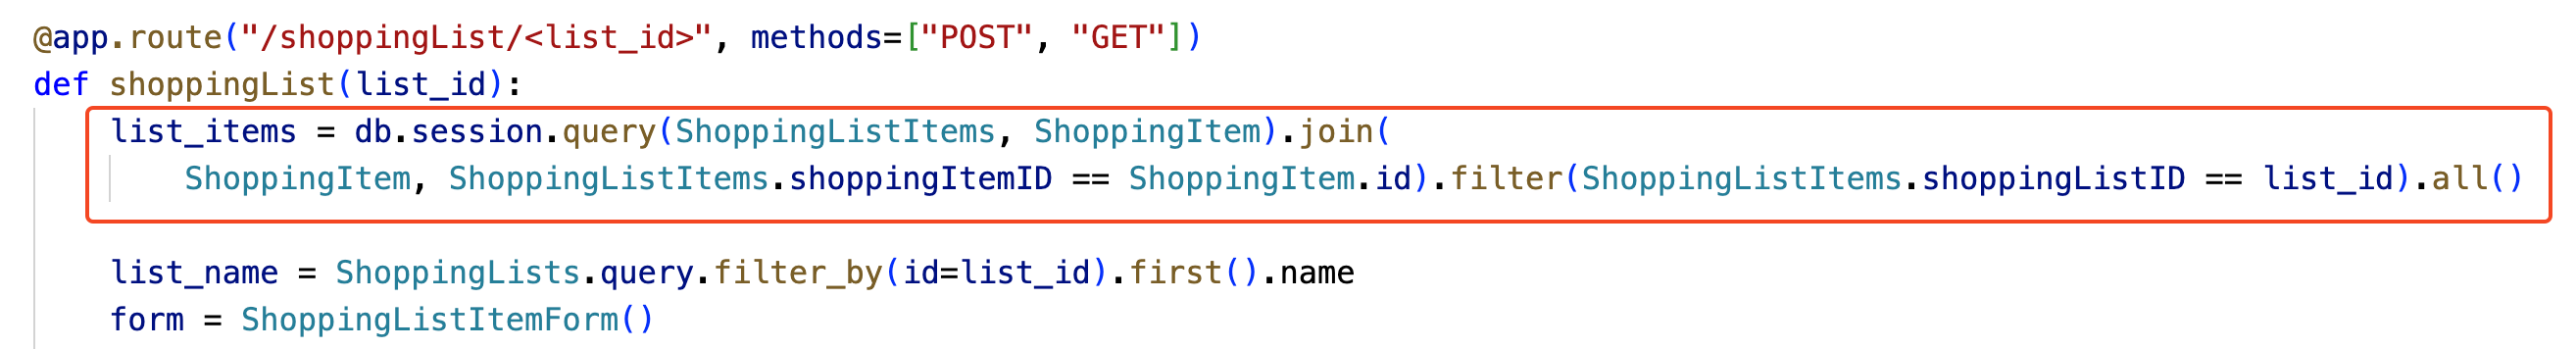 @app.route("/shoppingList/<list_id>", methods=["POST", "GET"])
def shoppingList(list_id):
    list_items = db.session.query(ShoppingListItems, ShoppingItem).join(
        ShoppingItem, ShoppingListItems.shoppingItemID == ShoppingItem.id).filter(ShoppingListItems.shoppingListID == list_id).all()
    list_name = ShoppingLists.query.filter_by(id=list_id).first().name
    form = ShoppingListItemForm()